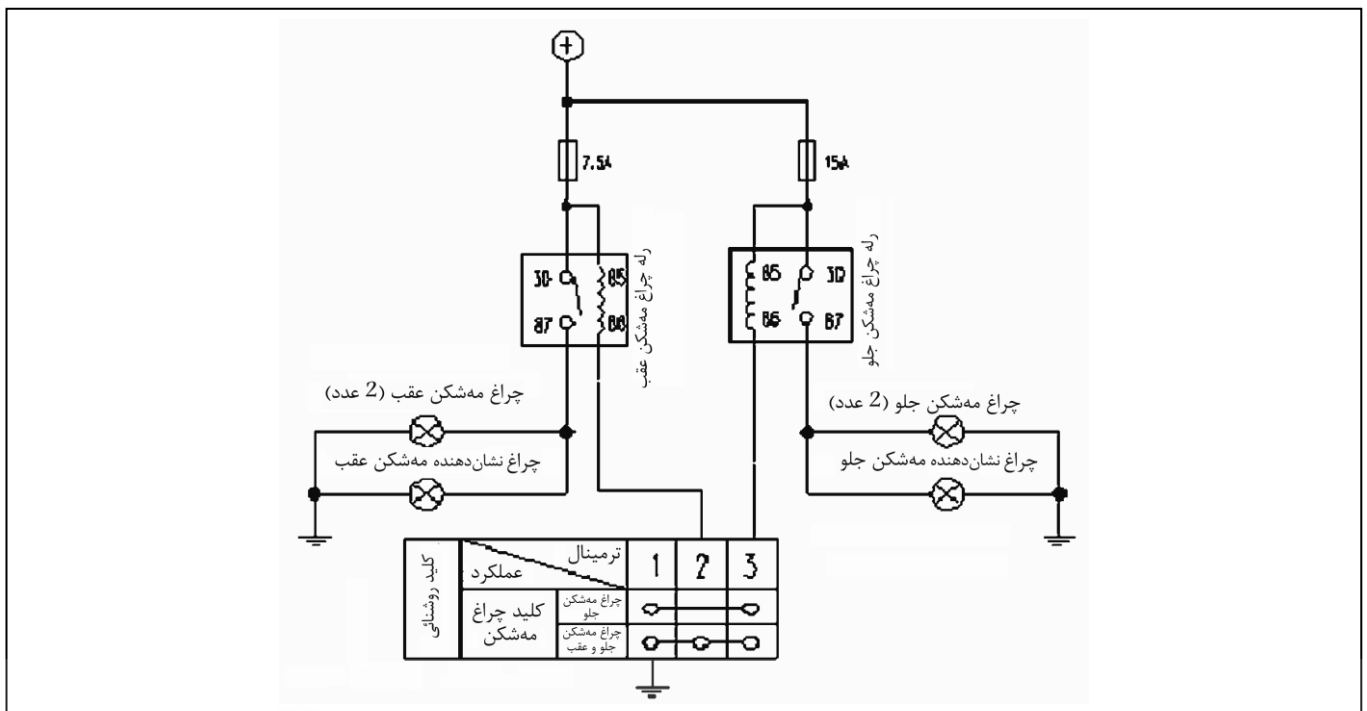 +
7.5A
15A
رله چراغ مه‌شکن عقب
رله چراغ مه‌شکن جلو
30
85
87
86
85
30
86
87
چراغ مه‌شکن عقب (2 عدد)
چراغ نشان‌دهنده مه‌شکن عقب
چراغ مه‌شکن جلو (2 عدد)
چراغ نشان‌دهنده مه‌شکن جلو
کلید روشنائی
ترمینال
عملکرد
1 2 3
کلید چراغ
مه‌شکن
چراغ مه‌شکن
جلو
چراغ مه‌شکن
جلو و عقب